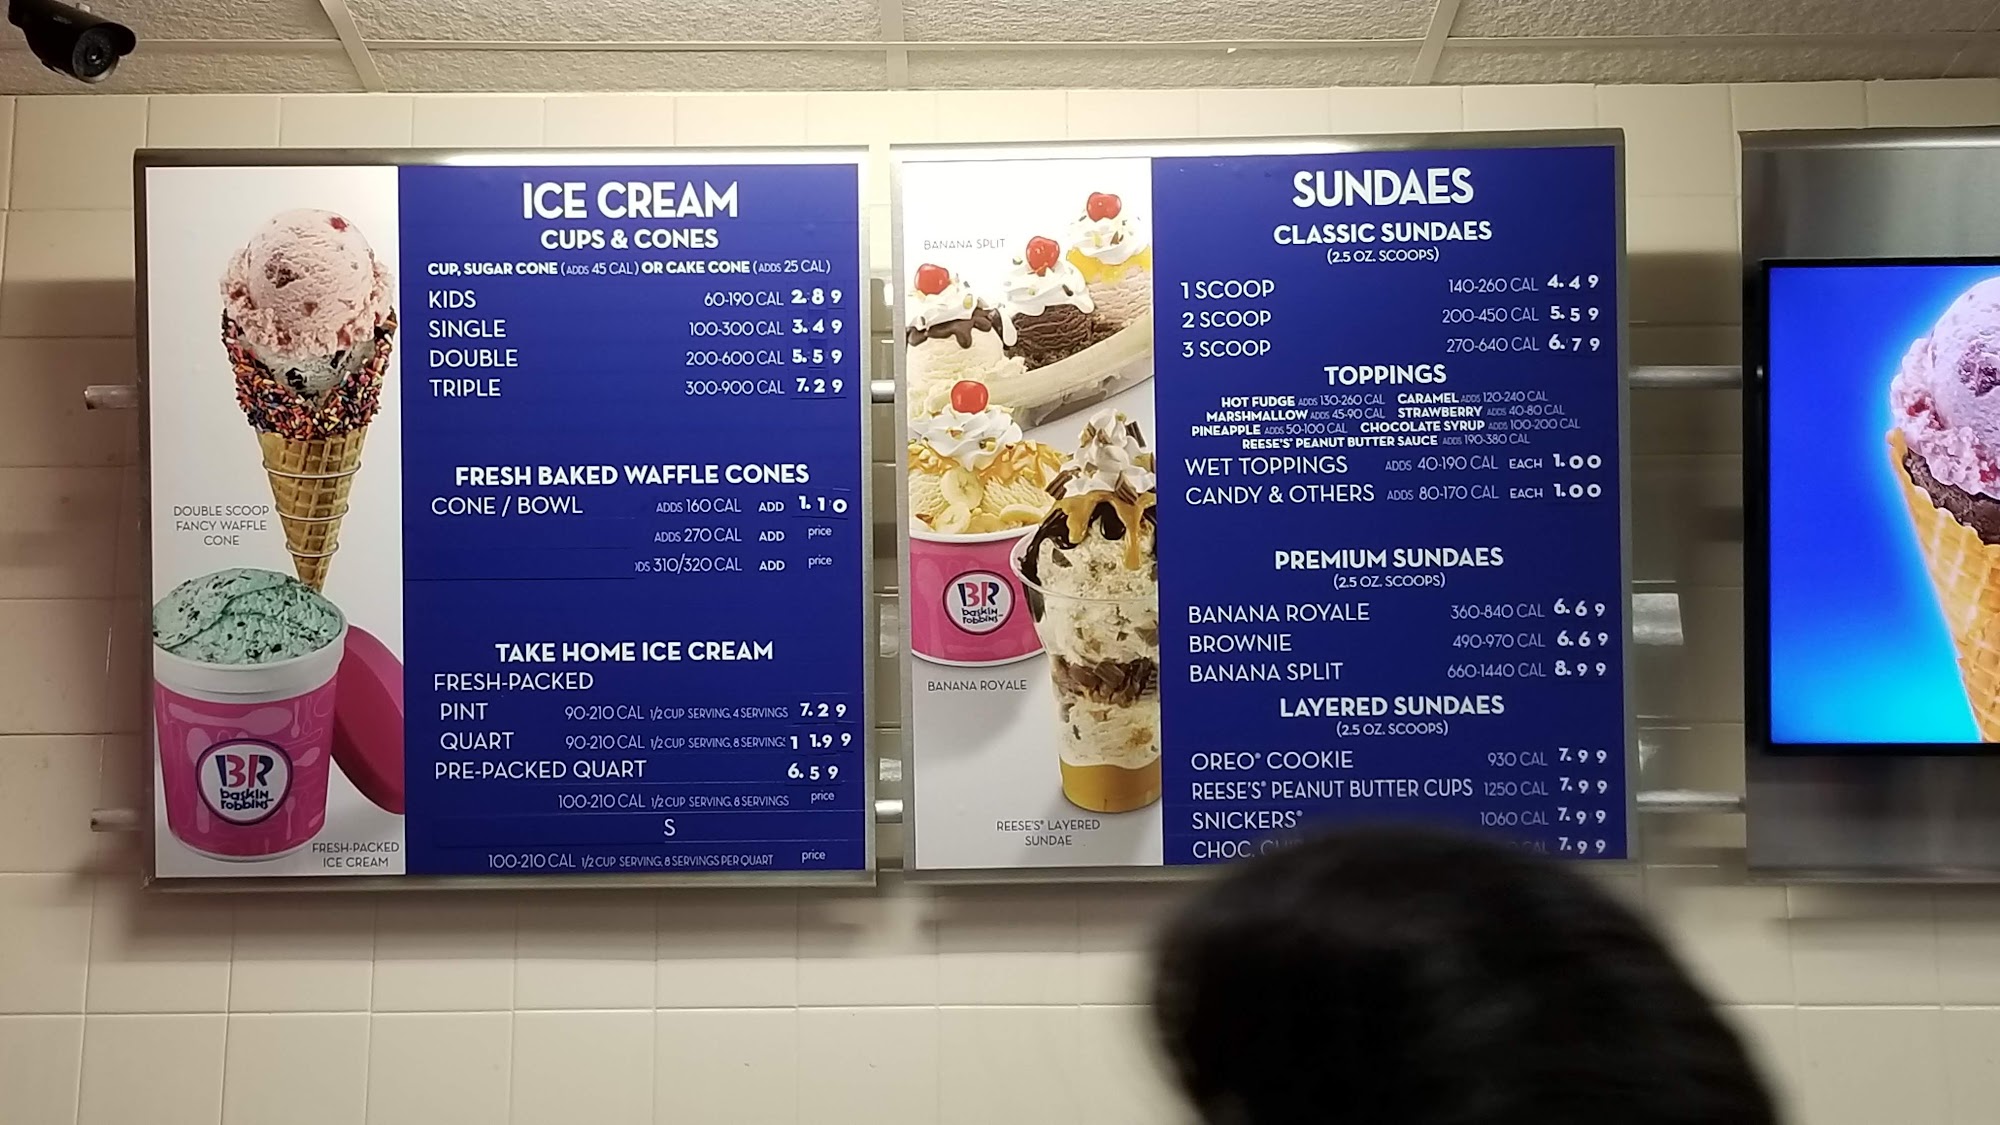 ICE CREAM
CUPS & CONES
CUP, SUGAR CONE (ADDS 45 CAL) OR CAKE CONE (ADDS 25 CAL)
KIDS 60-190 CAL 2.89
SINGLE 100-300 CAL 3.49
DOUBLE 200-600 CAL 5.59
TRIPLE 300-900 CAL 7.29
FRESH BAKED WAFFLE CONES
CONE / BOWL ADDS 160 CAL ADD 1.10
ADDS 270 CAL ADD price
DS 310/320 CAL ADD price
TAKE HOME ICE CREAM
FRESH-PACKED
PINT 90-210 CAL 1/2 CUP SERVING, 4 SERVINGS 7.29
QUART 90-210 CAL 1/2 CUP SERVING, 8 SERVINGS 11.99
PRE-PACKED QUART 6.59
100-210 CAL 1/2 CUP SERVING, 8 SERVINGS price
S
100-210 CAL 1/2 CUP SERVING, 8 SERVINGS PER QUART price
DOUBLE SCOOP
FANCY WAFFLE
CONE
BR
baskin
robbins
FRESH-PACKED
ICE CREAM
BANANA SPLIT
BR
baskin
robbins
BANANA ROYALE
REESE'S® LAYERED
SUNDAE
SUNDAES
CLASSIC SUNDAES
(2.5 OZ. SCOOPS)
1 SCOOP 140-260 CAL 4.49
2 SCOOP 200-450 CAL 5.59
3 SCOOP 270-640 CAL 6.79
TOPPINGS
HOT FUDGE ADDS 130-260 CAL CARAMEL ADDS 120-240 CAL
MARSHMALLOW ADDS 45-90 CAL STRAWBERRY ADDS 40-80 CAL
PINEAPPLE ADDS 50-100 CAL CHOCOLATE SYRUP ADDS 100-200 CAL
REESE'S® PEANUT BUTTER SAUCE ADDS 190-380 CAL
WET TOPPINGS ADDS 40-190 CAL EACH 1.00
CANDY & OTHERS ADDS 80-170 CAL EACH 1.00
PREMIUM SUNDAES
(2.5 OZ. SCOOPS)
BANANA ROYALE 360-840 CAL 6.69
BROWNIE 490-970 CAL 6.69
BANANA SPLIT 660-1440 CAL 8.99
LAYERED SUNDAES
(2.5 OZ. SCOOPS)
OREO® COOKIE 930 CAL 7.99
REESE'S® PEANUT BUTTER CUPS 1250 CAL 7.99
SNICKERS® 1060 CAL 7.99
CHOC. CAL 7.99